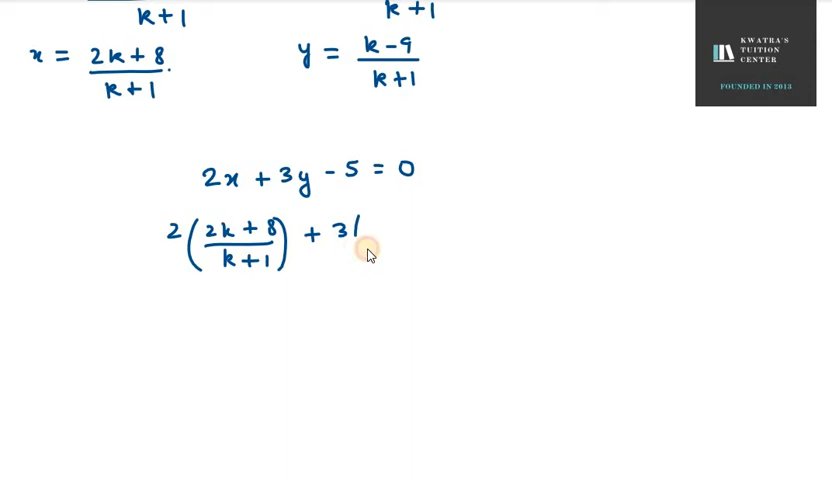 k+1 k+1
x = 2k+8 / k+1. y = k-9 / k+1
KWATRA'S
TUITION
CENTER
FOUNDED IN 2013
2x + 3y - 5 = 0
2 ( 2k+8 / k+1 ) + 3(